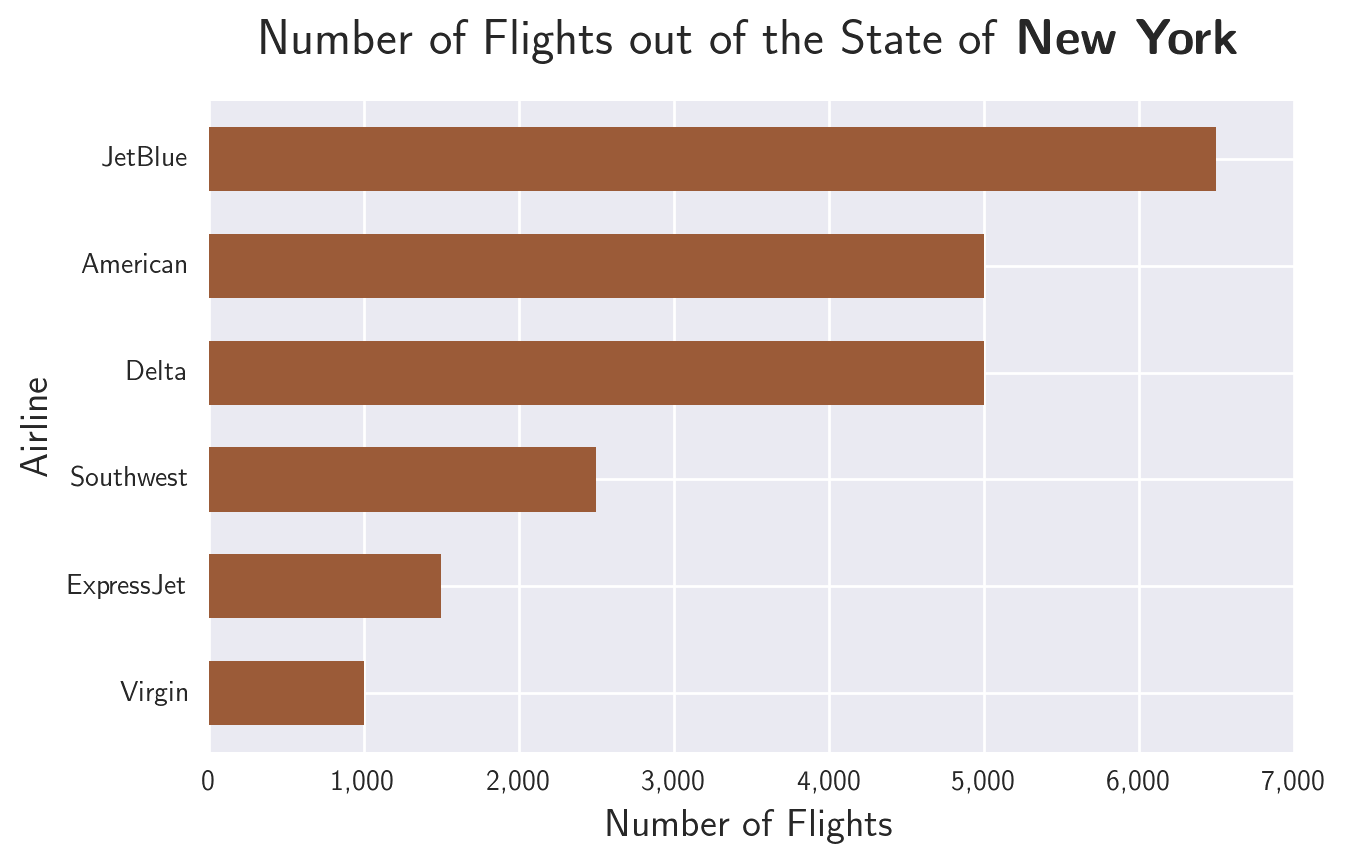 Number of Flights out of the State of New York
JetBlue
American
Delta
Southwest
ExpressJet
Virgin
Airline
0 1,000 2,000 3,000 4,000 5,000 6,000 7,000
Number of Flights